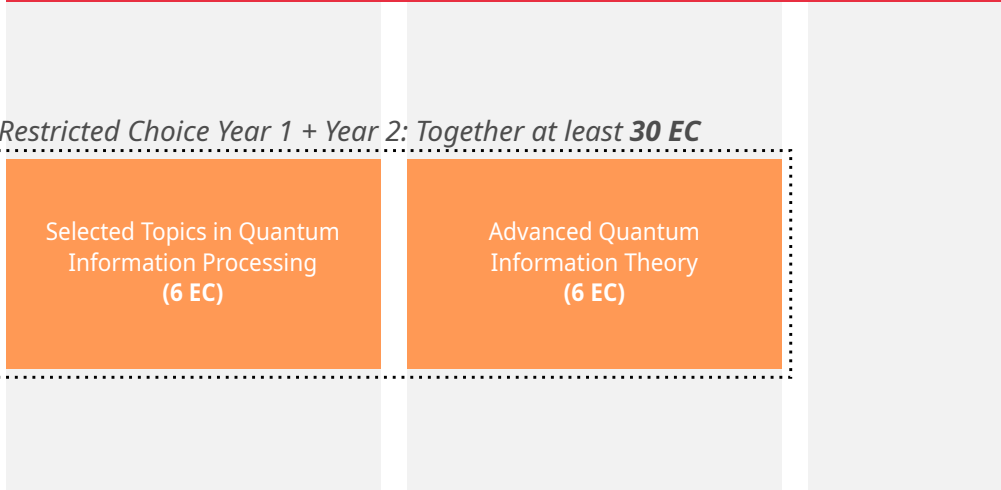 Restricted Choice Year 1 + Year 2: Together at least 30 EC
Selected Topics in Quantum
Information Processing
(6 EC)
Advanced Quantum
Information Theory
(6 EC)